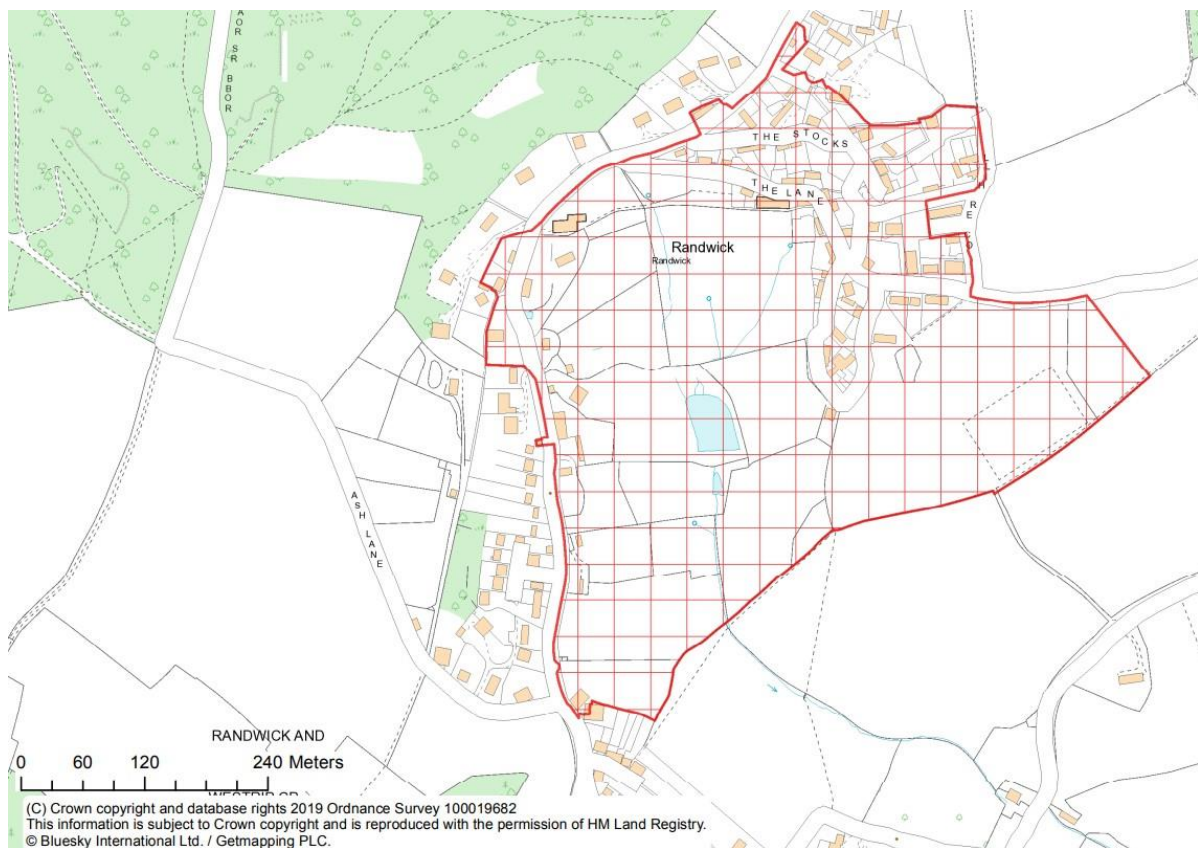 THE STOCKS
THE LANE
Randwick
Randwick
ASH LANE
RANDWICK AND
0 60 120 240 Meters
(C) Crown copyright and database rights 2019 Ordnance Survey 100019682
This information is subject to Crown copyright and is reproduced with the permission of HM Land Registry.
© Bluesky International Ltd. / Getmapping PLC.